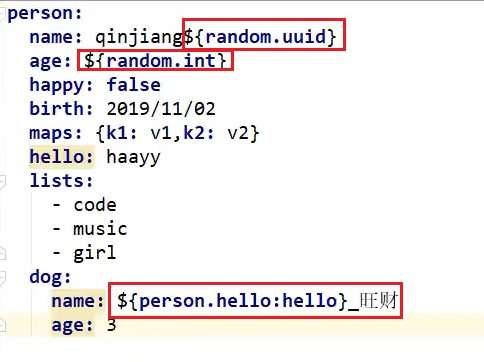 person:
  name: qinjiang${random.uuid}
  age: ${random.int}
  happy: false
  birth: 2019/11/02
  maps: {k1: v1,k2: v2}
  hello: haayy
  lists:
    - code
    - music
    - girl
  dog:
    name: ${person.hello:hello}_旺财
    age: 3